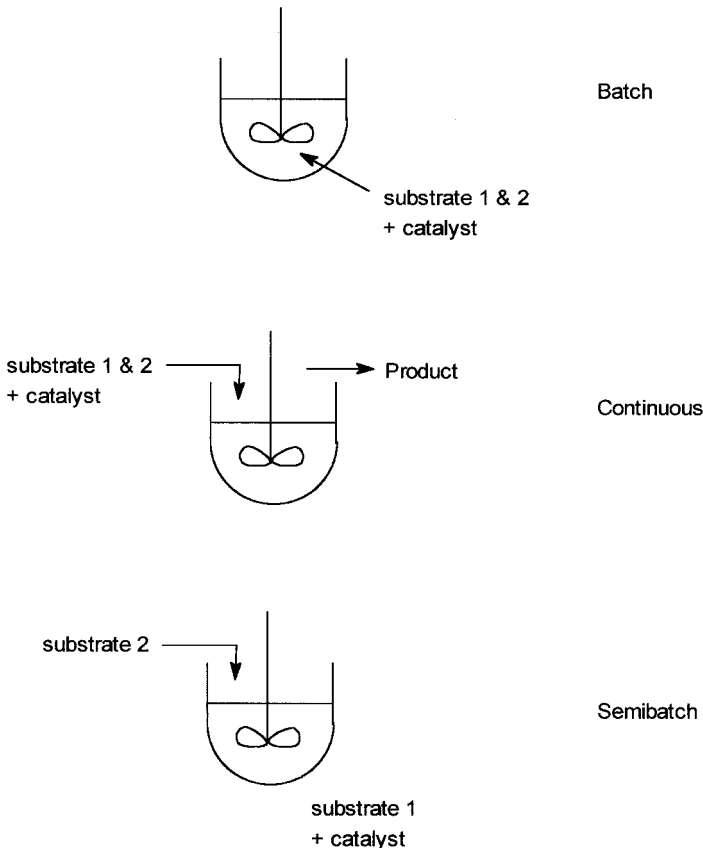 Batch
substrate 1 & 2
+ catalyst
substrate 1 & 2
+ catalyst
Product
Continuous
substrate 2
Semibatch
substrate 1
+ catalyst